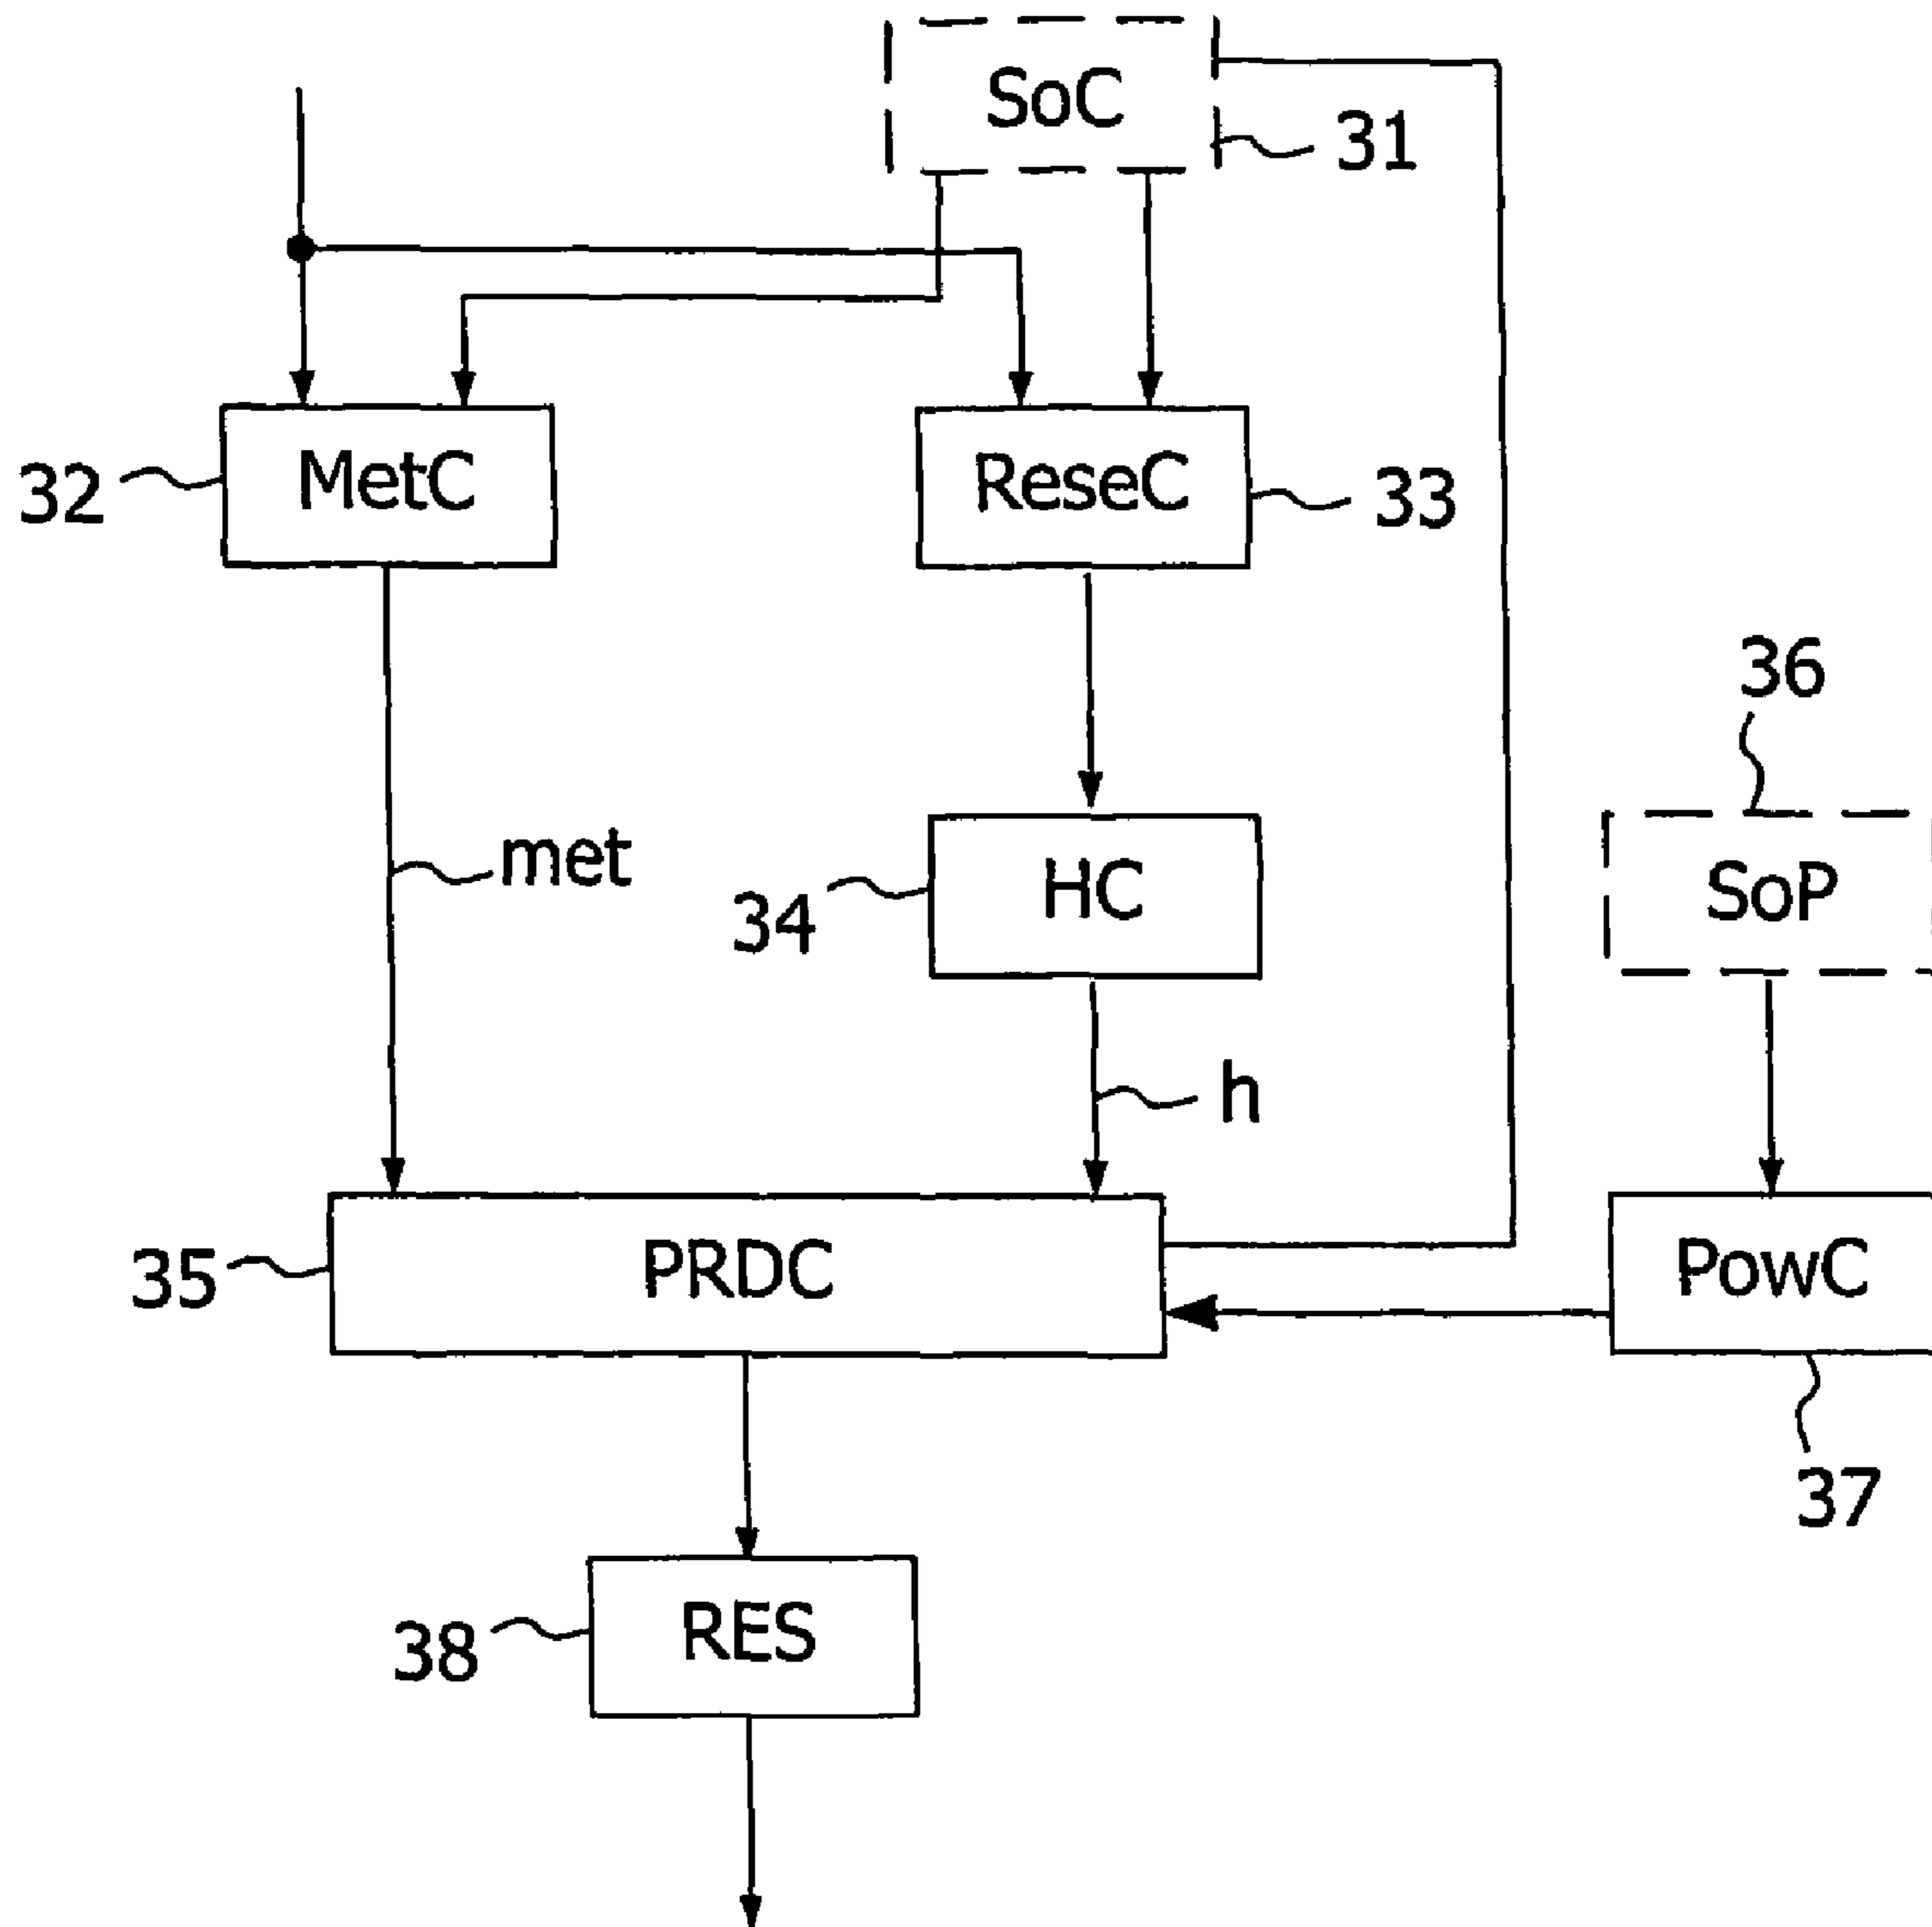 SoC
31
32
MetC
ReseC
33
36
met
34
HC
SoP
h
35
PRDC
PowC
37
38
RES